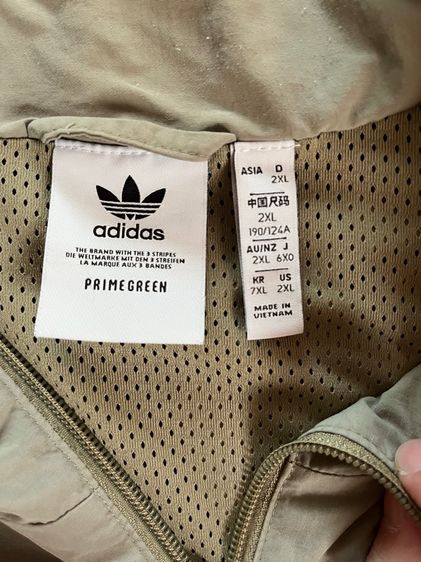 adidas
THE BRAND WITH THE 3 STRIPES
DIE WELTMARKE MIT DEN 3 STREIFEN
LA MARQUE AUX 3 BANDES
PRIMEGREEN
ASIA D
2XL
中国尺码
2XL
190/124A
AU/NZ J
2XL 6XO
KR US
7XL 2XL
MADE IN
VIETNAM